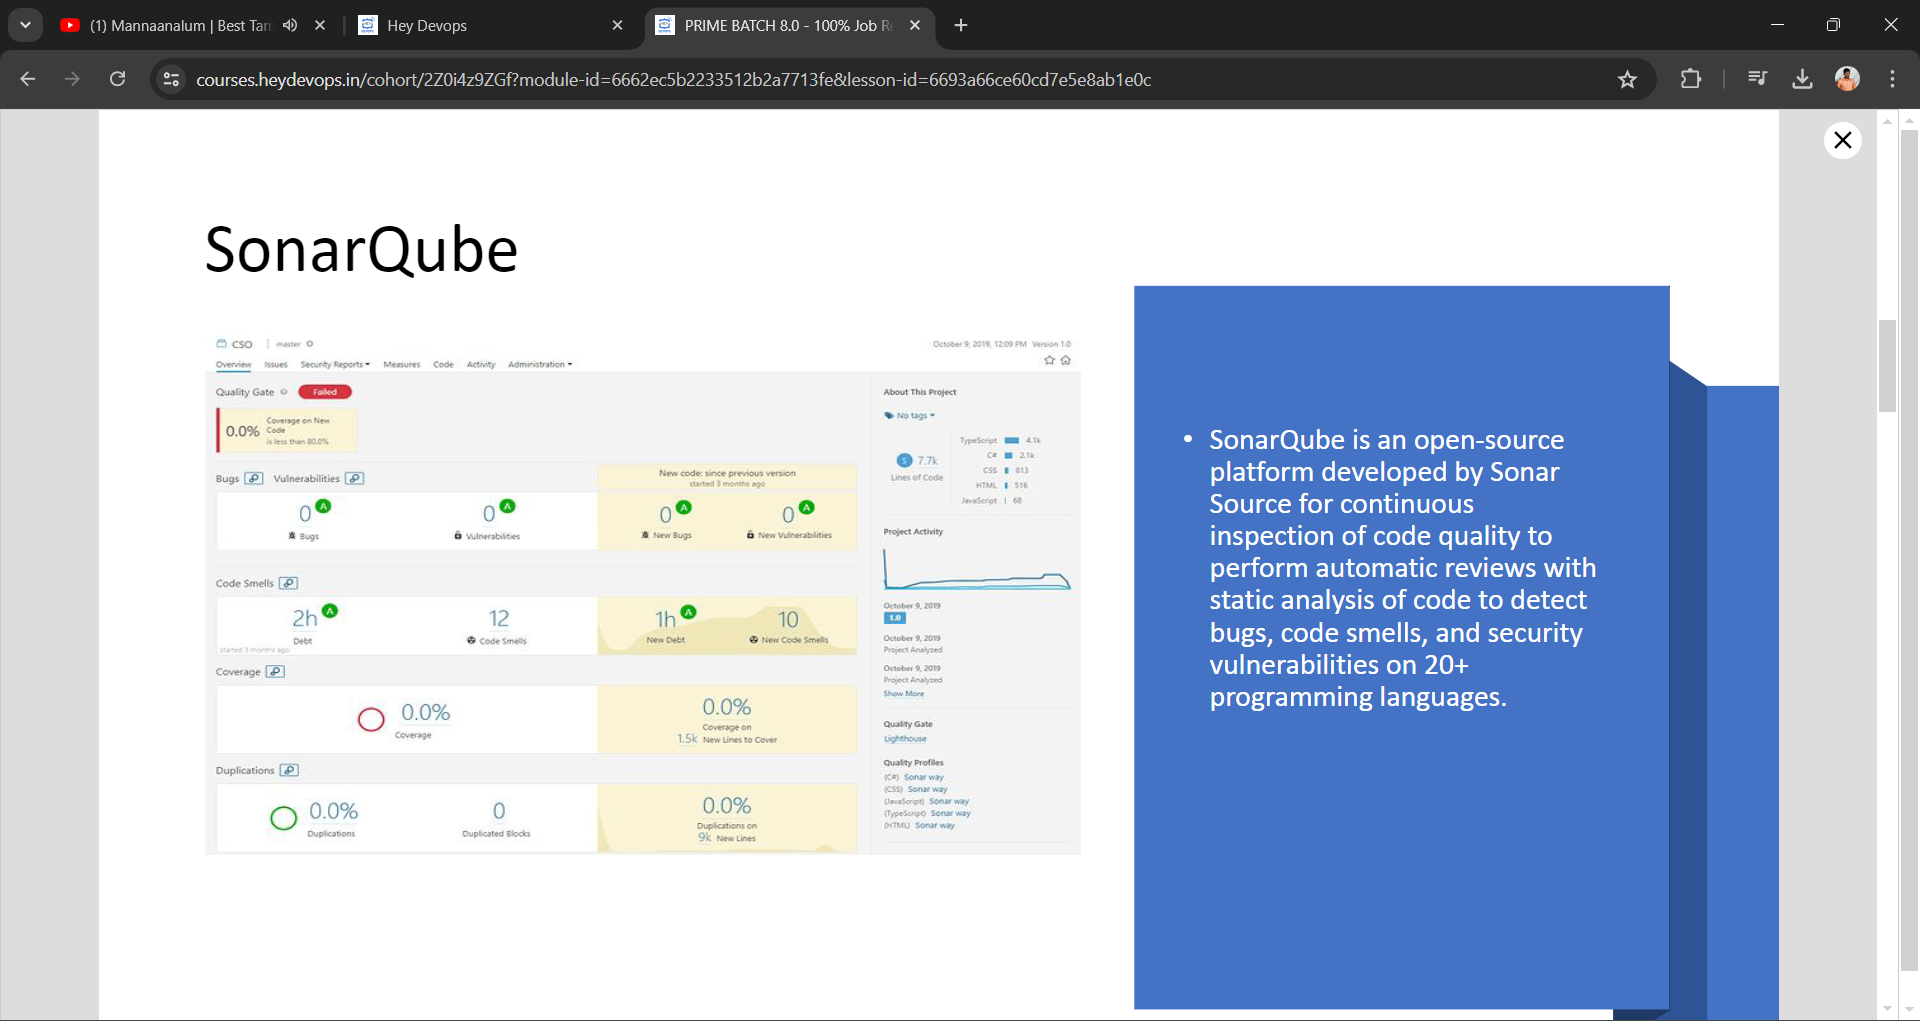 (1) Mannaanalum | Best Tam
Hey Devops
PRIME BATCH 8.0 - 100% Job Re
courses.heydevops.in/cohort/2Z0i4z9ZGf?module-id=6662ec5b2233512b2a7713fe&lesson-id=6693a66ce60cd7e5e8ab1e0c
SonarQube
CSO master
October 9, 2019, 12:09 PM Version 1.0
Overview Issues Security Reports Measures Code Activity Administration
Quality Gate Failed
0.0% Coverage on New
Code
is less than 80.0%
Bugs Vulnerabilities
New code: since previous version
started 3 months ago
0 A
Bugs
0 A
Vulnerabilities
0 A
New Bugs
0 A
New Vulnerabilities
Code Smells
2h A
Debt
started 3 months ago
12
Code Smells
1h A
New Debt
10
New Code Smells
Coverage
0.0%
Coverage
0.0%
Coverage on
1.5k New Lines to Cover
Duplications
0.0%
Duplications
0
Duplicated Blocks
0.0%
Duplications on
9k New Lines
About This Project
No tags
S 7.7k
Lines of Code
TypeScript 4.1k
C# 2.1k
CSS 813
HTML 516
JavaScript 68
Project Activity
October 9, 2019
1.0
October 9, 2019
Project Analyzed
October 9, 2019
Project Analyzed
Show More
Quality Gate
Lighthouse
Quality Profiles
(C#) Sonar way
(CSS) Sonar way
(JavaScript) Sonar way
(TypeScript) Sonar way
(HTML) Sonar way
• SonarQube is an open-source
platform developed by Sonar
Source for continuous
inspection of code quality to
perform automatic reviews with
static analysis of code to detect
bugs, code smells, and security
vulnerabilities on 20+
programming languages.